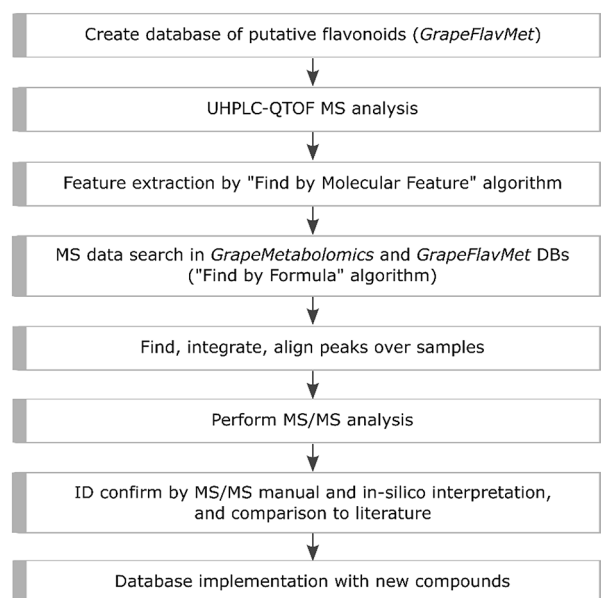 Create database of putative flavonoids (GrapeFlavMet)
UHPLC-QTOF MS analysis
Feature extraction by "Find by Molecular Feature" algorithm
MS data search in GrapeMetabolomics and GrapeFlavMet DBs
("Find by Formula" algorithm)
Find, integrate, align peaks over samples
Perform MS/MS analysis
ID confirm by MS/MS manual and in-silico interpretation,
and comparison to literature
Database implementation with new compounds